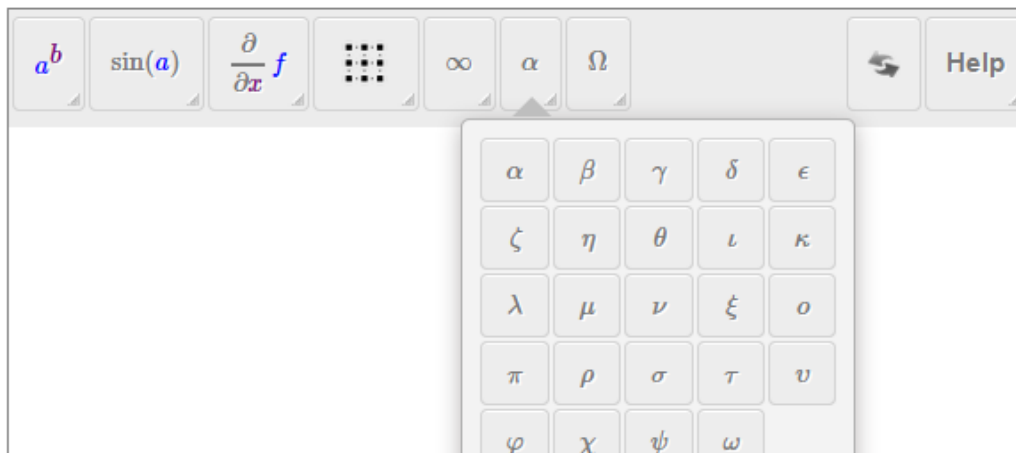 a^b sin(a) ∂/∂x f ∞ α Ω Help
α β γ δ ϵ
ζ η θ ι κ
λ μ ν ξ ο
π ρ σ τ υ
φ χ ψ ω